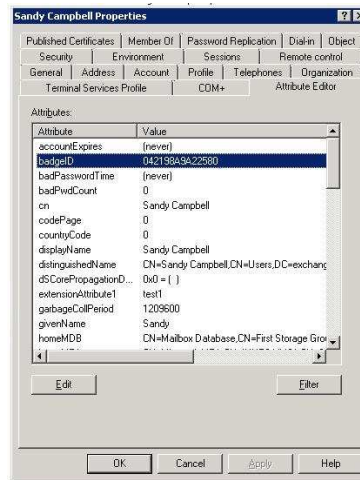 Sandy Campbell Properties
Published Certificates Member Of Password Replication Dial-in Object
Security Environment Sessions Remote control
General Address Account Profile Telephones Organization
Terminal Services Profile COM+ Attribute Editor
Attributes:
Attribute Value
accountExpires (never)
badgeID 042198A9A22580
badPasswordTime (never)
badPwdCount 0
cn Sandy Campbell
codePage 0
countryCode 0
displayName Sandy Campbell
distinguishedName CN=Sandy Campbell,CN=Users,DC=exchang
dSCorePropagationD... 0x0 = ( )
extensionAttribute1 test1
garbageCollPeriod 1209600
givenName Sandy
homeMDB CN=Mailbox Database,CN=First Storage Grou
Edit Filter
OK Cancel Apply Help